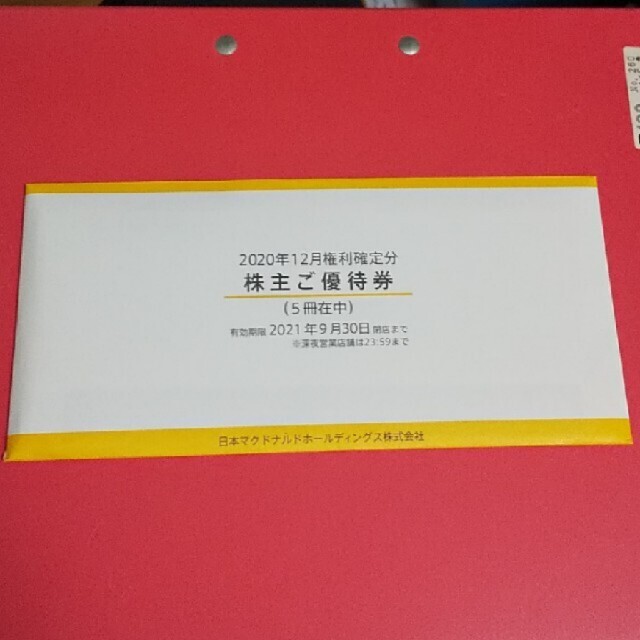 2020年12月権利確定分
株主ご優待券
（5冊在中）
有効期限 2021年9月30日 閉店まで
※深夜営業店舗は23:59まで
日本マクドナルドホールディングス株式会社